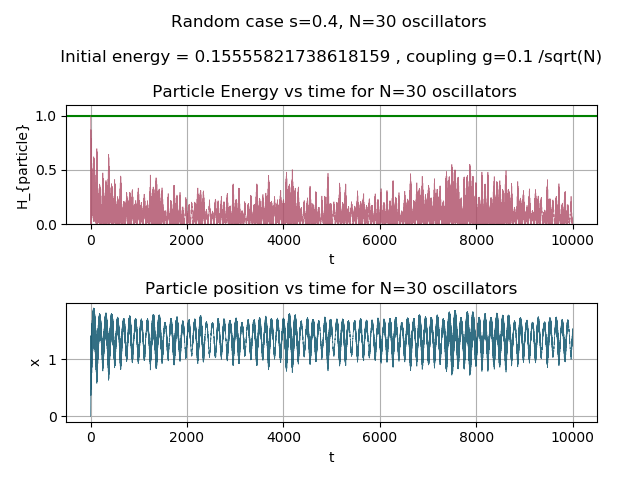 Random case s=0.4, N=30 oscillators
Initial energy = 0.15555821738618159 , coupling g=0.1 /sqrt(N)
Particle Energy vs time for N=30 oscillators
1.0
0.5
0.0
H_{particle}
0 2000 4000 6000 8000 10000
t
Particle position vs time for N=30 oscillators
1
0
x
0 2000 4000 6000 8000 10000
t